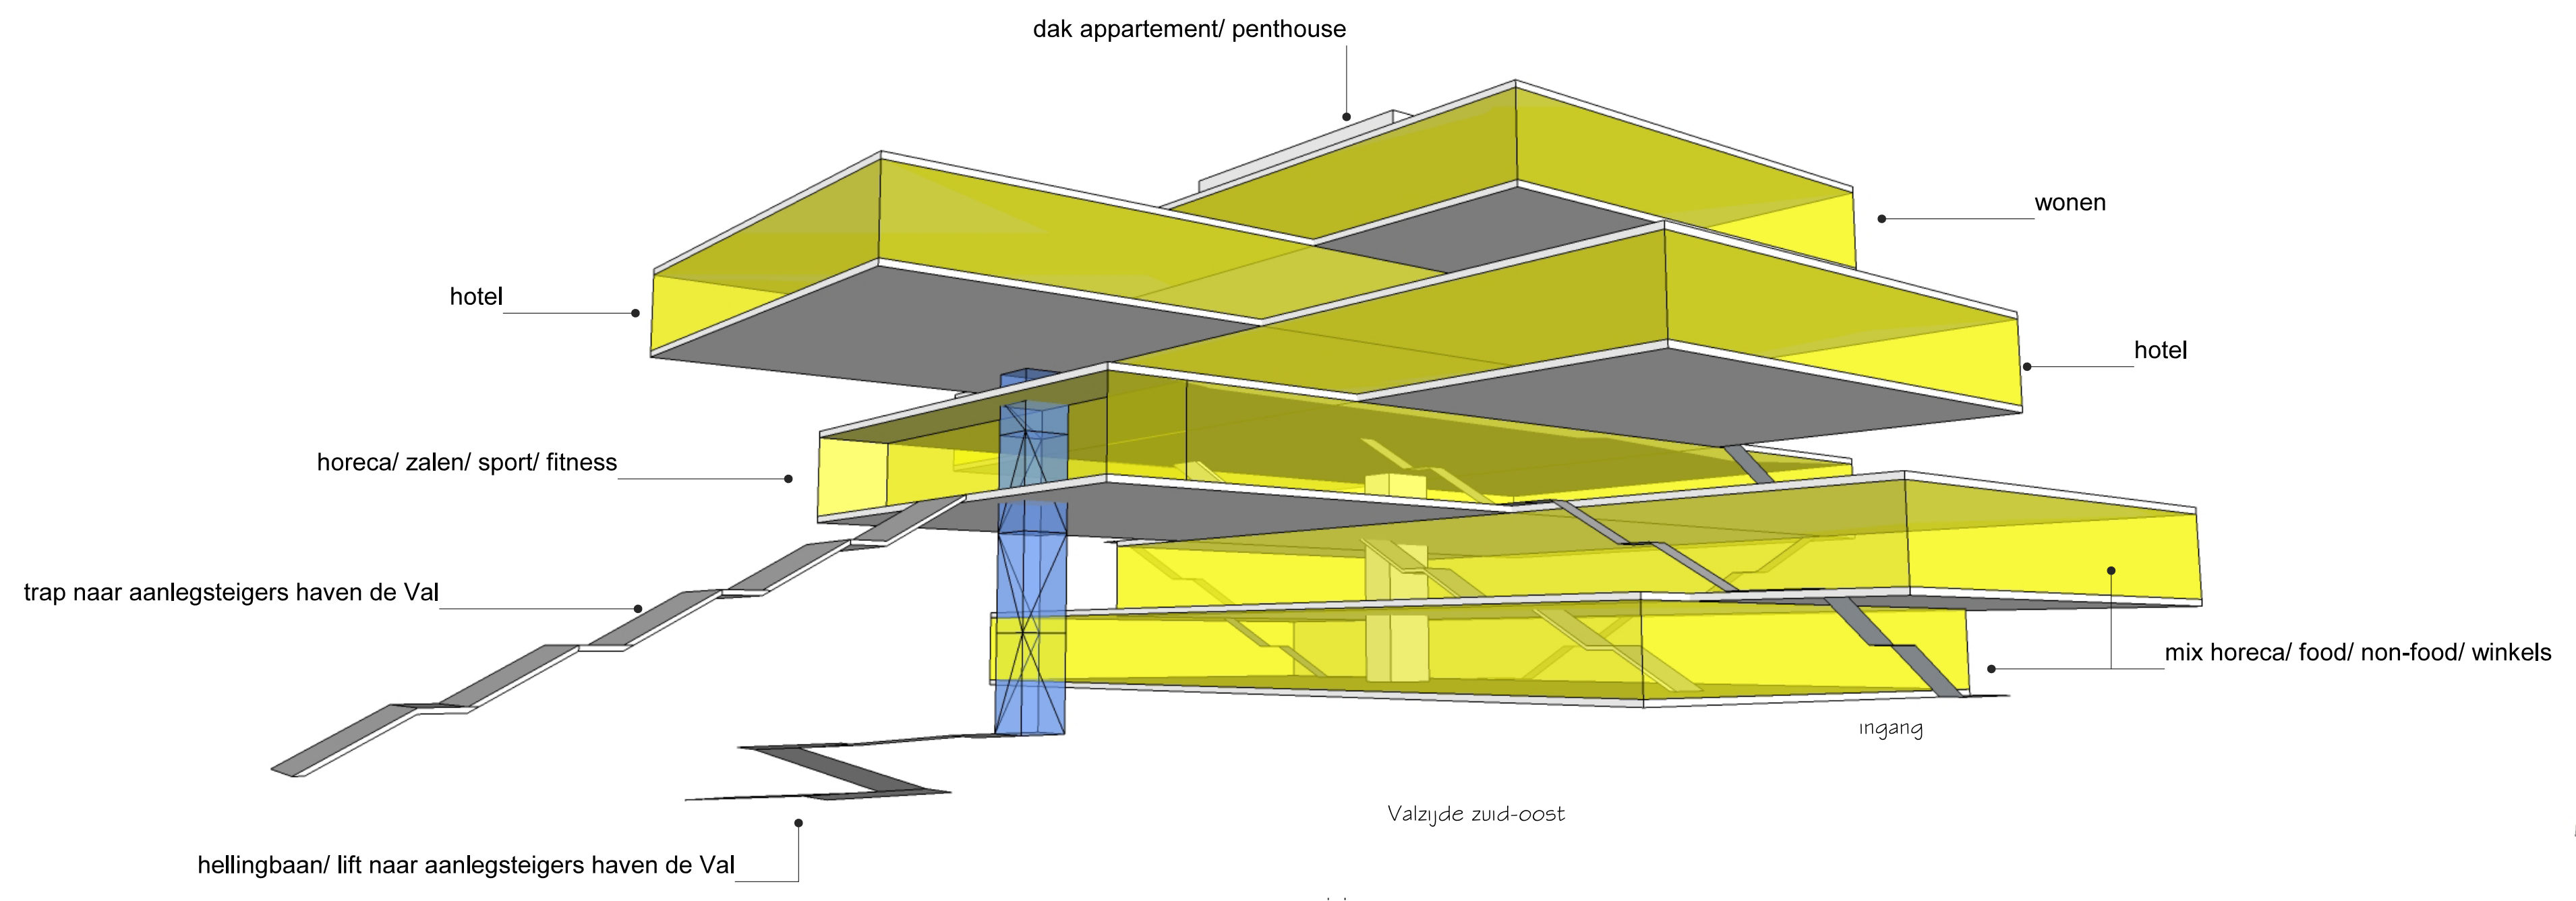 dak appartement/ penthouse
wonen
hotel
hotel
horeca/ zalen/ sport/ fitness
trap naar aanlegsteigers haven de Val
mix horeca/ food/ non-food/ winkels
ingang
Valzijde zuid-oost
hellingbaan/ lift naar aanlegsteigers haven de Val